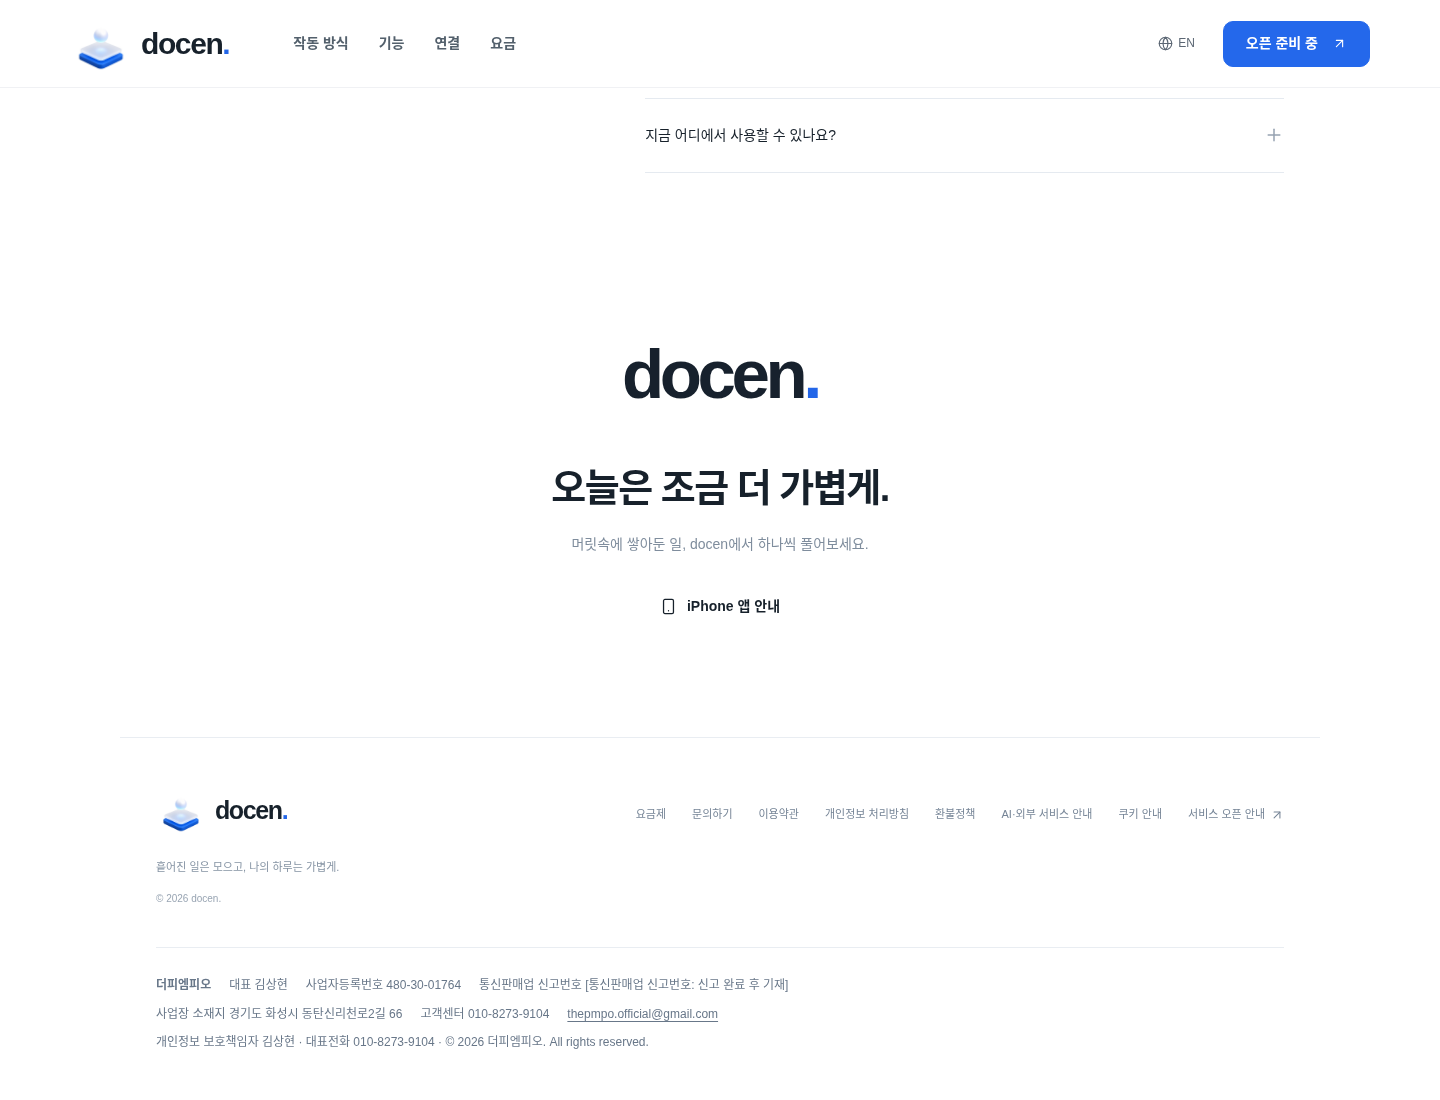 docen.
작동 방식 기능 연결 요금
EN
오픈 준비 중
지금 어디에서 사용할 수 있나요?
docen.
오늘은 조금 더 가볍게.
머릿속에 쌓아둔 일, docen에서 하나씩 풀어보세요.
iPhone 앱 안내
docen.
요금제 문의하기 이용약관 개인정보 처리방침 환불정책 AI·외부 서비스 안내 쿠키 안내 서비스 오픈 안내
흩어진 일은 모으고, 나의 하루는 가볍게.
© 2026 docen.
더피엠피오 대표 김상현 사업자등록번호 480-30-01764 통신판매업 신고번호 [통신판매업 신고번호: 신고 완료 후 기재]
사업장 소재지 경기도 화성시 동탄신리천로2길 66 고객센터 010-8273-9104 thepmpo.official@gmail.com
개인정보 보호책임자 김상현 · 대표전화 010-8273-9104 · © 2026 더피엠피오. All rights reserved.